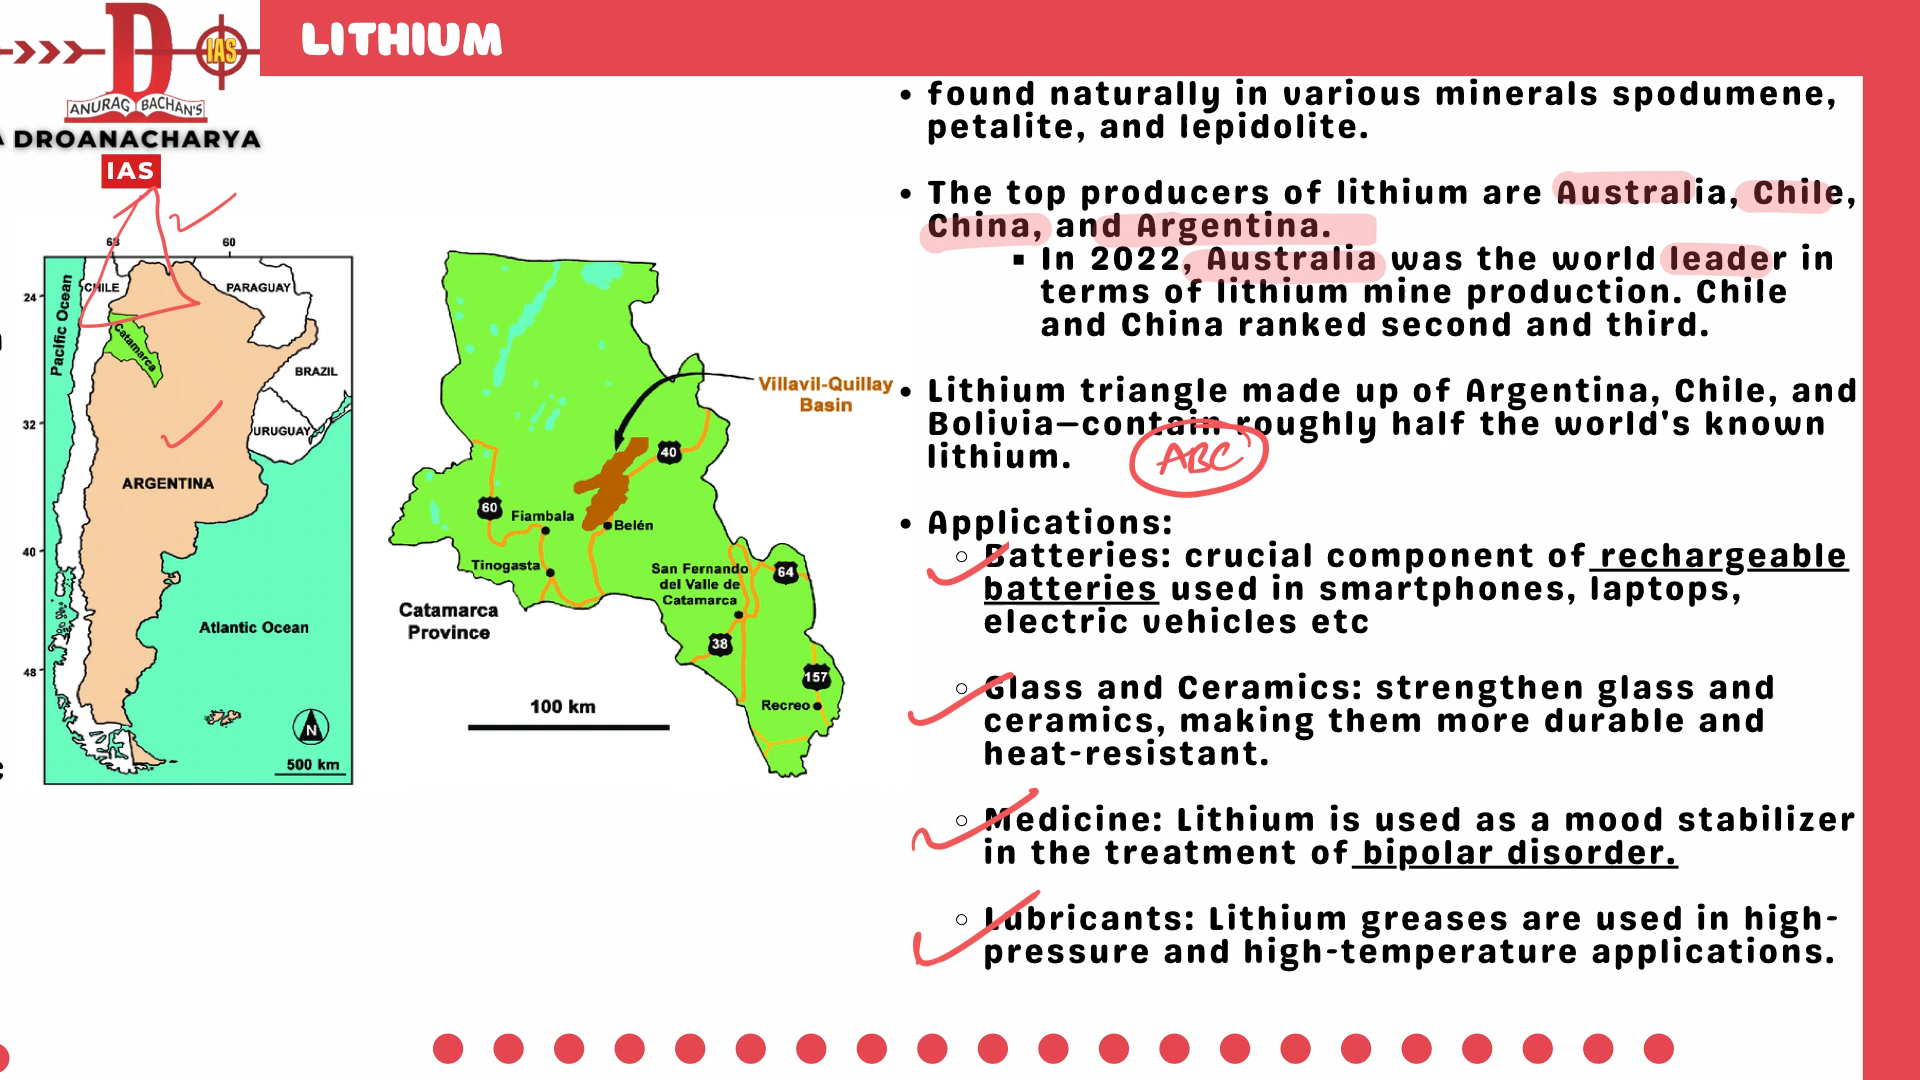 LITHIUM
IAS
ANURAG BACHAN'S
DROANACHARYA
IAS
60
CHILE
PARAGUAY
24
Pacific Ocean
Catamarca
BRAZIL
32
URUGUAY
ARGENTINA
40
Atlantic Ocean
48
N
500 km
Villavil-Quillay
Basin
40
60
Fiambala
Belén
Tinogasta
San Fernando
del Valle de
Catamarca
64
Catamarca
Province
38
157
Recreo
100 km
• found naturally in various minerals spodumene,
petalite, and lepidolite.
• The top producers of lithium are Australia, Chile,
China, and Argentina.
▪ In 2022, Australia was the world leader in
terms of lithium mine production. Chile
and China ranked second and third.
• Lithium triangle made up of Argentina, Chile, and
Bolivia—contain roughly half the world's known
lithium.
ABC
• Applications:
○ Batteries: crucial component of rechargeable
batteries used in smartphones, laptops,
electric vehicles etc
○ Glass and Ceramics: strengthen glass and
ceramics, making them more durable and
heat-resistant.
○ Medicine: Lithium is used as a mood stabilizer
in the treatment of bipolar disorder.
○ Lubricants: Lithium greases are used in high-
pressure and high-temperature applications.